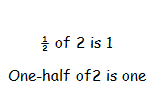 ½ of 2 is 1
One-half of2 is one